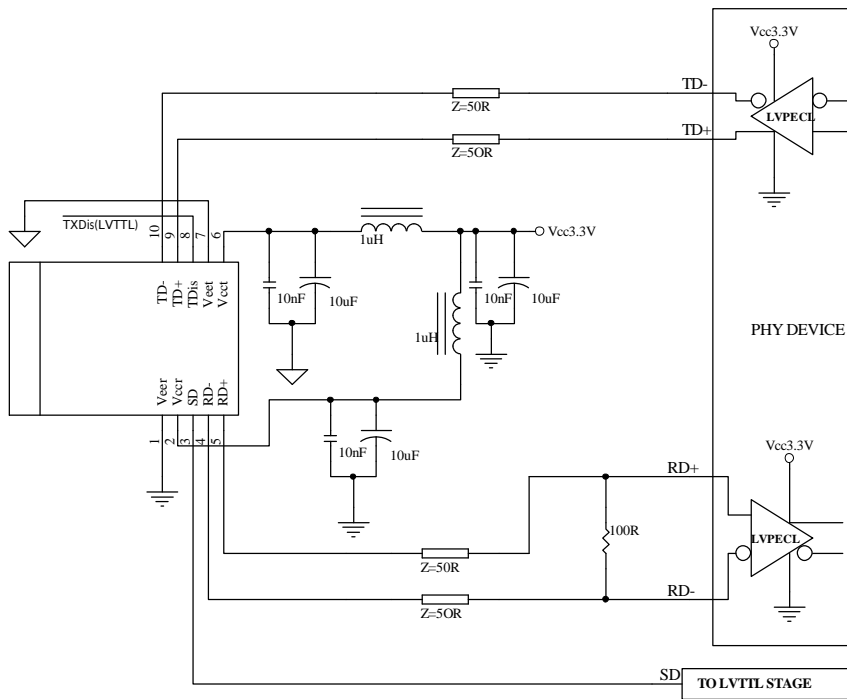 Vcc3.3V
TD-
Z=50R
LVPECL
TD+
Z=5OR
TXDis(LVTTL)
10
9
8
7
6
1uH
Vcc3.3V
TD-
TD+
TDis
Veet
Vcct
10nF
10uF
10nF
10uF
1uH
PHY DEVICE
Veer
Vccr
SD
RD-
RD+
1
2
3
4
5
10nF
10uF
Vcc3.3V
RD+
100R
LVPECL
Z=50R
RD-
Z=5OR
SD
TO LVTTL STAGE